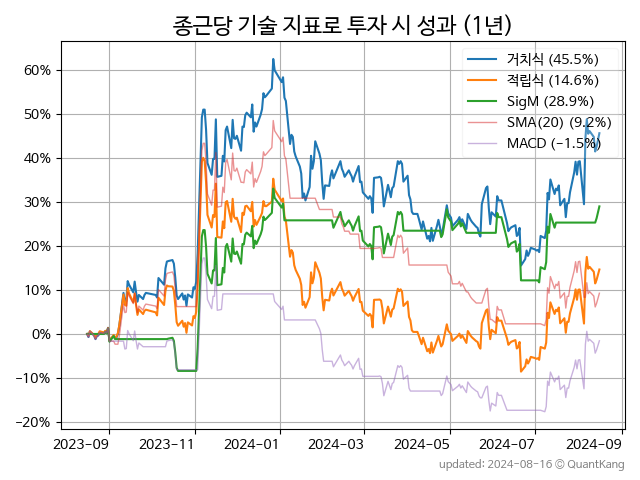 종근당 기술 지표로 투자 시 성과 (1년)
거치식 (45.5%)
적립식 (14.6%)
SigM (28.9%)
SMA(20) (9.2%)
MACD (−1.5%)
60%
50%
40%
30%
20%
10%
0%
−10%
−20%
2023-09
2023-11
2024-01
2024-03
2024-05
2024-07
2024-09
updated: 2024-08-16 © QuantKang